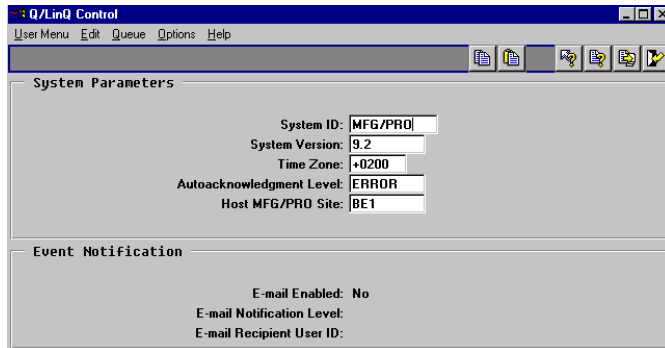 Q/LinQ Control
User Menu Edit Queue Options Help
System Parameters
System ID: MFG/PRO
System Version: 9.2
Time Zone: +0200
Autoacknowledgment Level: ERROR
Host MFG/PRO Site: BE1
Event Notification
E-mail Enabled: No
E-mail Notification Level:
E-mail Recipient User ID: